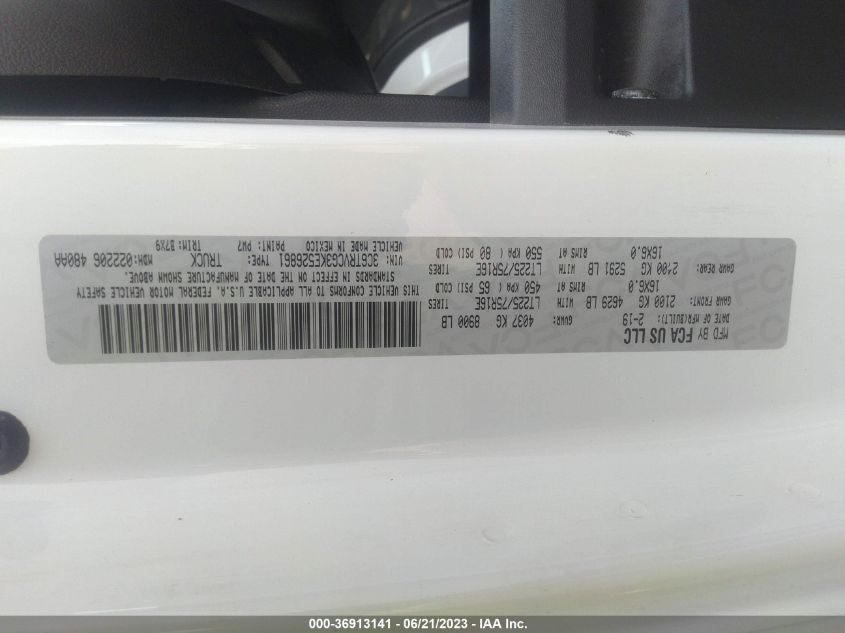 MFD BY FCA US LLC
DATE OF MFR(BUILT): 2-19 GVWR: 4037 KG 8900 LB
GAWR FRONT: 2100 KG 4629 LB WITH LT225/75R16E TIRES
16X6.0 RIMS AT 450 KPA ( 65 PSI) COLD
GAWR REAR: 2100 KG 5291 LB WITH LT225/75R16E TIRES
16X6.0 RIMS AT 550 KPA ( 80 PSI) COLD
THIS VEHICLE CONFORMS TO ALL APPLICABLE U.S.A. FEDERAL MOTOR VEHICLE SAFETY
STANDARDS IN EFFECT ON THE DATE OF MANUFACTURE SHOWN ABOVE.
VIN: 3C6TRVCG3KE526861 TYPE: TRUCK MDH: 022206 480AA
VEHICLE MADE IN MEXICO PAINT: PW7 TRIM: B7X9
000-36913141 - 06/21/2023 - IAA Inc.